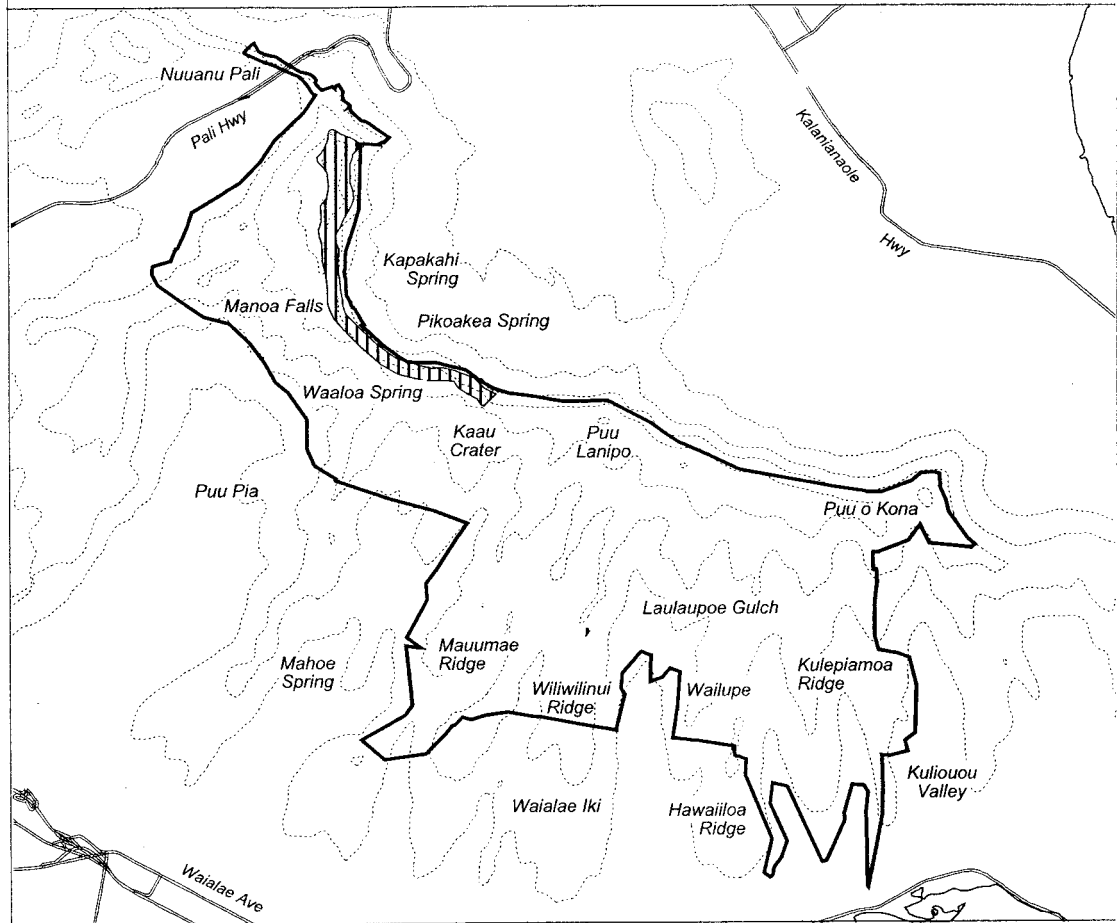 Nuuanu Pali
Pali Hwy
Kalanianaole
Hwy
Kapakahi
Spring
Manoa Falls
Pikoakea Spring
Waaloa Spring
Kaau
Crater
Puu
Lanipo
Puu Pia
Puu o Kona
Laulaupoe Gulch
Mauumae
Ridge
Mahoe
Spring
Wiliwilinui
Ridge
Wailupe
Kulepiamoa
Ridge
Kuliouou
Valley
Waialae Iki
Hawaiiloa
Ridge
Waialae Ave